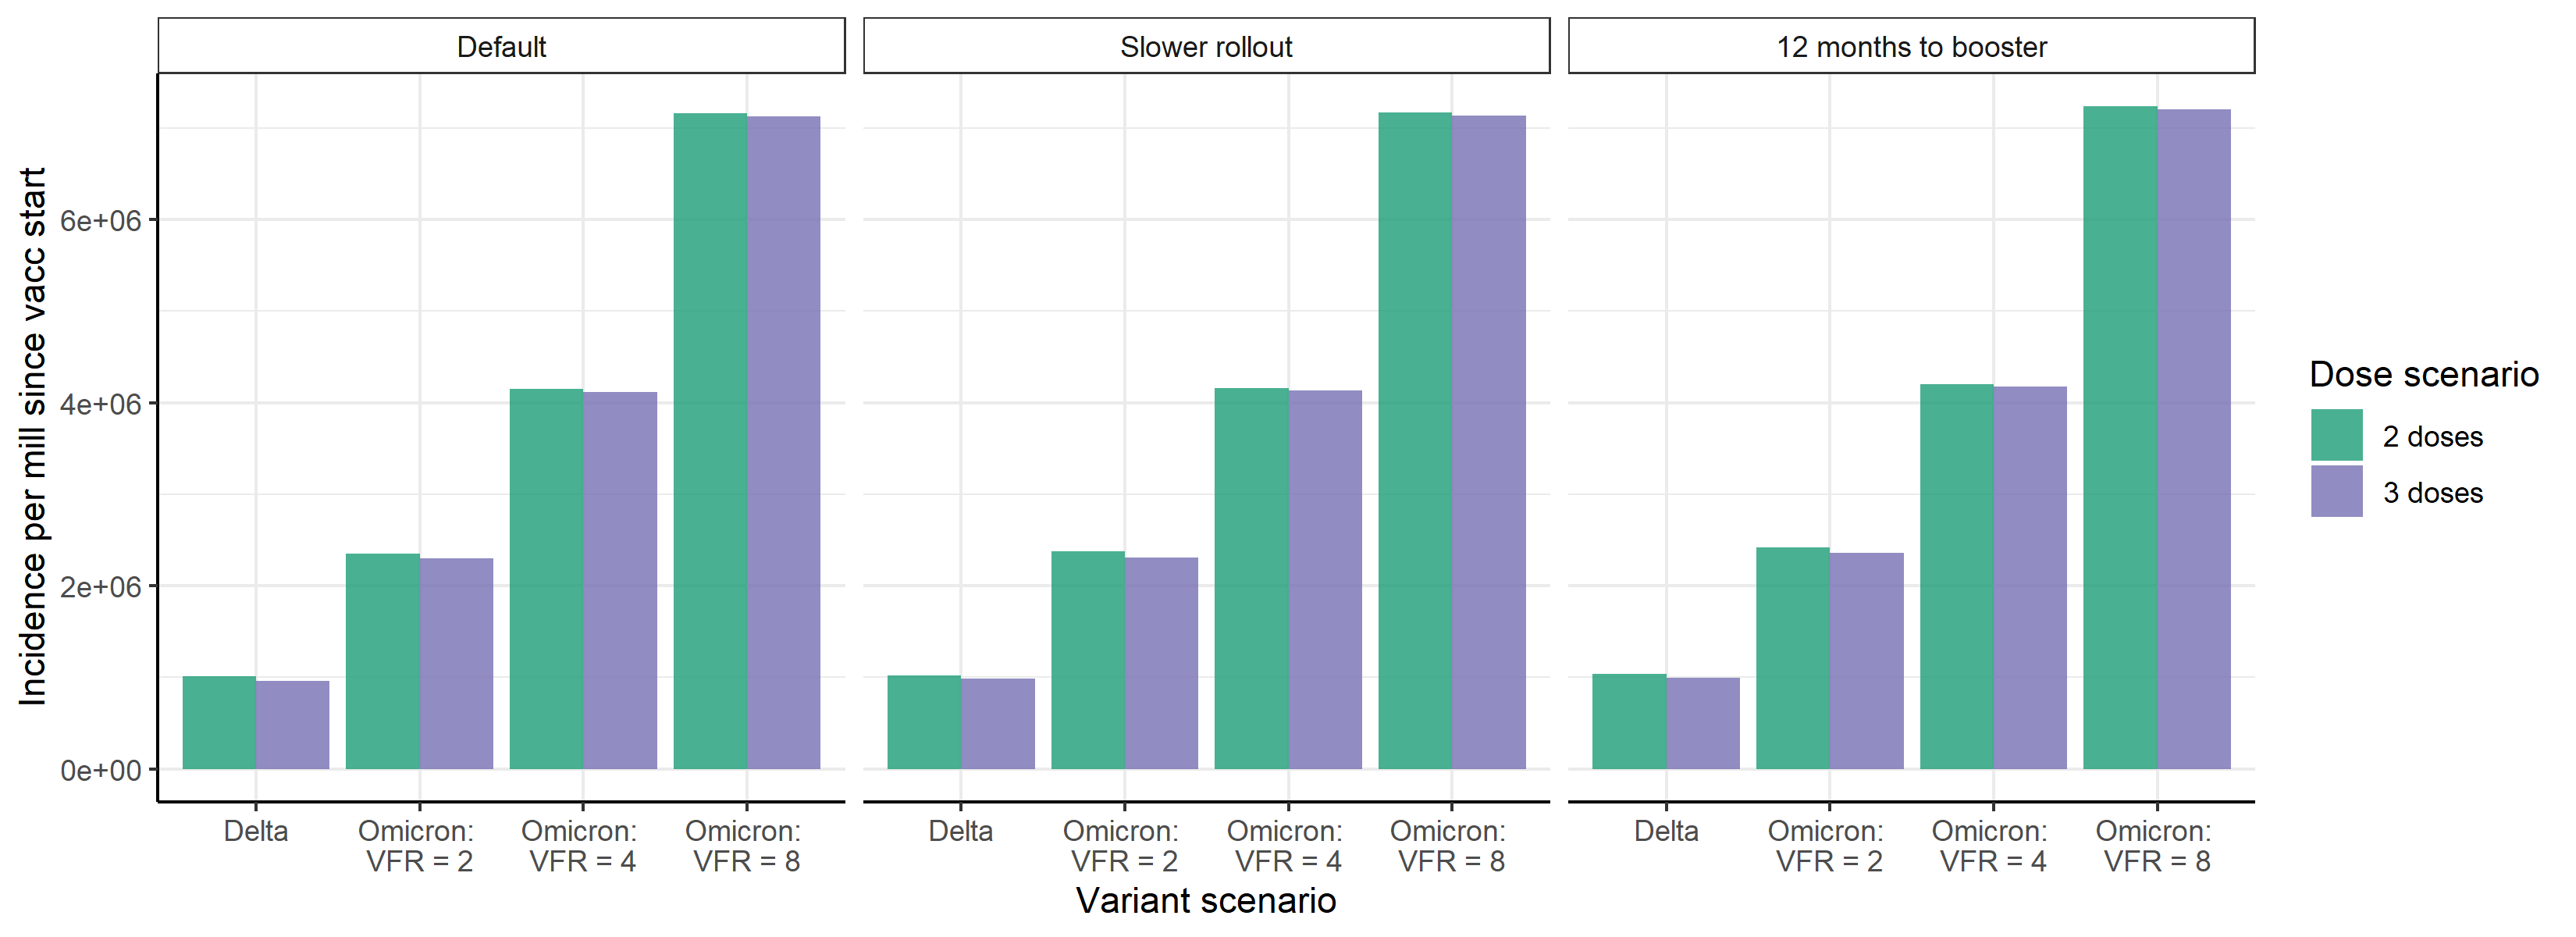 Default
Slower rollout
12 months to booster
Incidence per mill since vacc start
6e+06
4e+06
2e+06
0e+00
Delta
Omicron:
VFR = 2
Omicron:
VFR = 4
Omicron:
VFR = 8
Delta
Omicron:
VFR = 2
Omicron:
VFR = 4
Omicron:
VFR = 8
Delta
Omicron:
VFR = 2
Omicron:
VFR = 4
Omicron:
VFR = 8
Variant scenario
Dose scenario
2 doses
3 doses